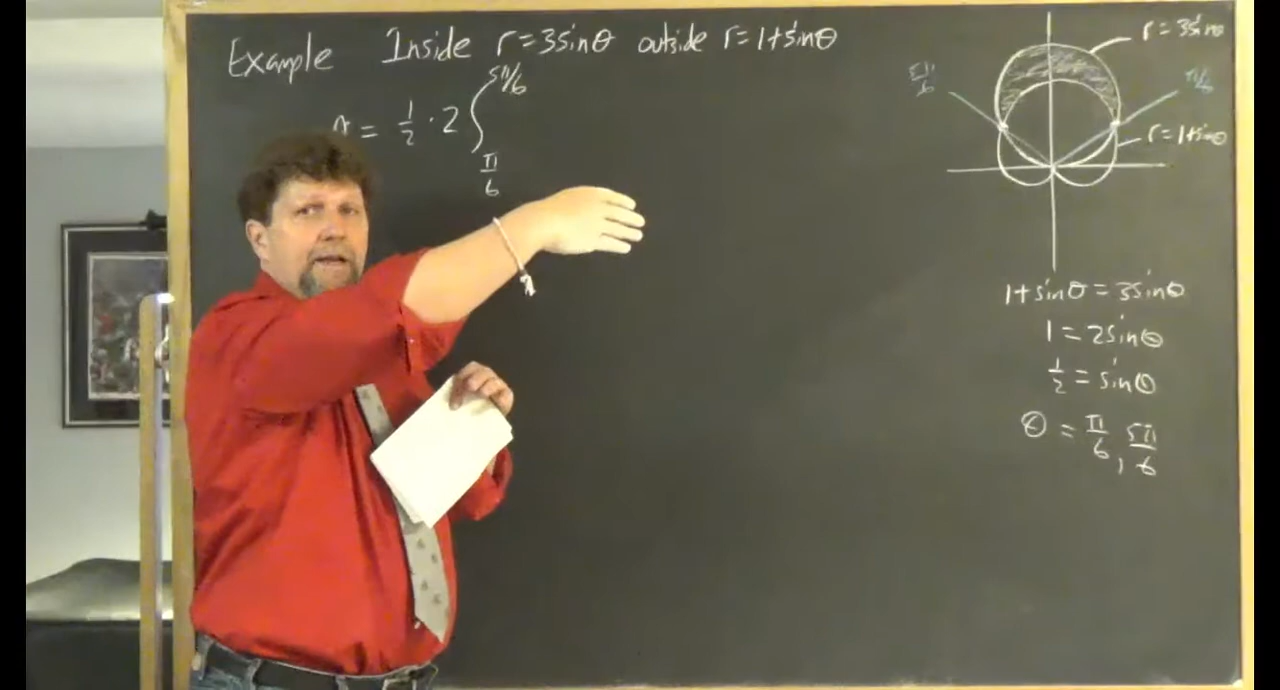 Example Inside r=3sinθ outside r=1+sinθ
A = 1/2 · 2 ∫ π/6 5π/6
r=3sinθ
5π/6
π/6
r=1+sinθ
1+sinθ=3sinθ
1=2sinθ
1/2=sinθ
θ=π/6, 5π/6